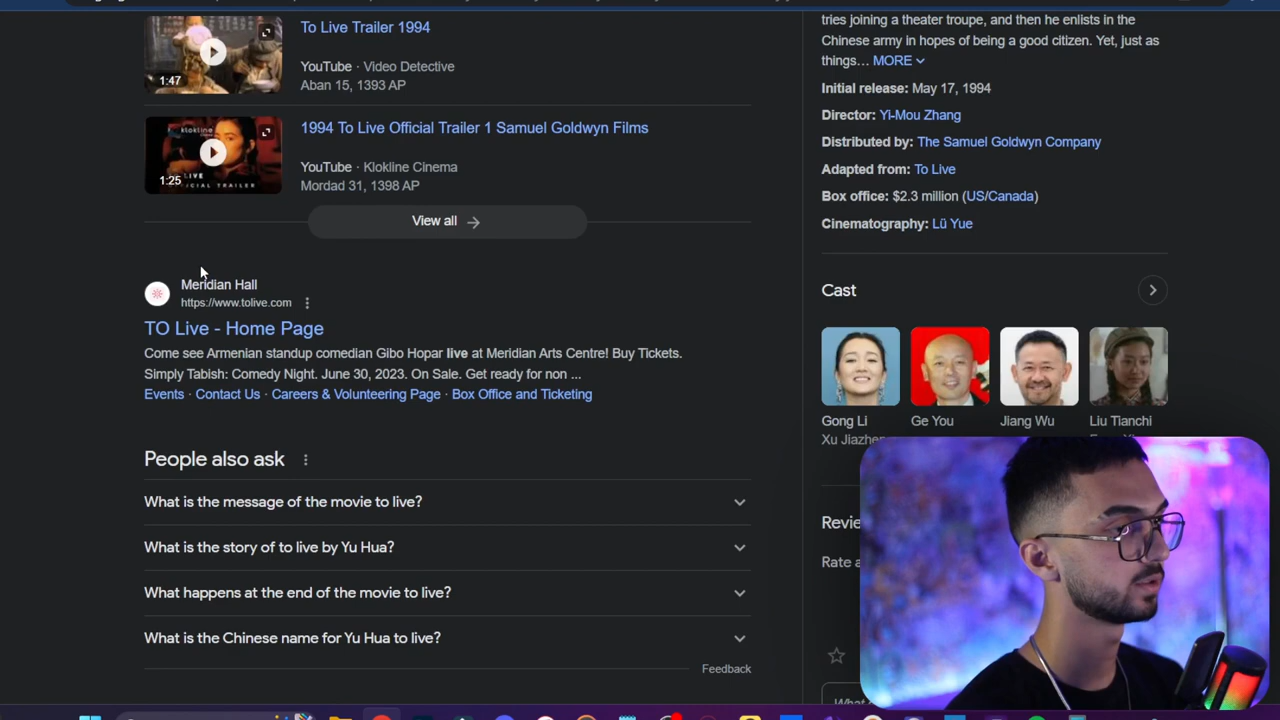 To Live Trailer 1994
YouTube · Video Detective
Aban 15, 1393 AP
1:47
klokline
1994 To Live Official Trailer 1 Samuel Goldwyn Films
YouTube · Klokline Cinema
Mordad 31, 1398 AP
1:25
View all
Meridian Hall
https://www.tolive.com
TO Live - Home Page
Come see Armenian standup comedian Gibo Hopar live at Meridian Arts Centre! Buy Tickets.
Simply Tabish: Comedy Night. June 30, 2023. On Sale. Get ready for non ...
Events · Contact Us · Careers & Volunteering Page · Box Office and Ticketing
People also ask
What is the message of the movie to live?
What is the story of to live by Yu Hua?
What happens at the end of the movie to live?
What is the Chinese name for Yu Hua to live?
Feedback
tries joining a theater troupe, and then he enlists in the
Chinese army in hopes of being a good citizen. Yet, just as
things… MORE
Initial release: May 17, 1994
Director: Yi-Mou Zhang
Distributed by: The Samuel Goldwyn Company
Adapted from: To Live
Box office: $2.3 million (US/Canada)
Cinematography: Lü Yue
Cast
Gong Li
Ge You
Jiang Wu
Liu Tianchi
Xu Jiazhen
Rate a